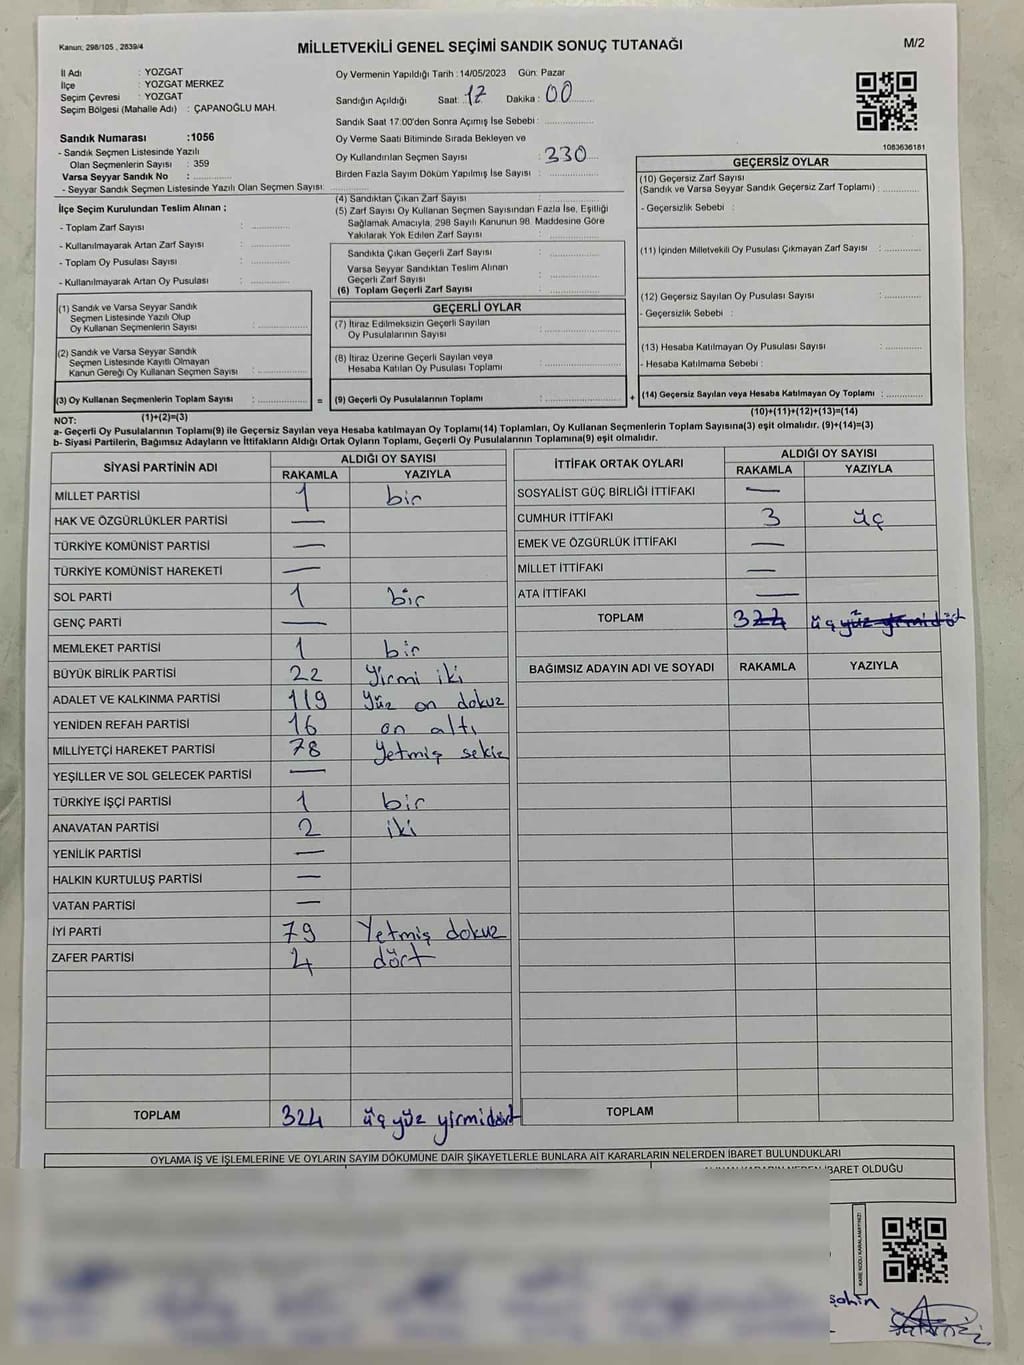 Kanun; 298/105 , 2839/4
MİLLETVEKİLİ GENEL SEÇİMİ SANDIK SONUÇ TUTANAĞI
M/2
İl Adı : YOZGAT
İlçe : YOZGAT MERKEZ
Seçim Çevresi : YOZGAT
Seçim Bölgesi (Mahalle Adı) : ÇAPANOĞLU MAH.
Sandık Numarası :1056
- Sandık Seçmen Listesinde Yazılı
Olan Seçmenlerin Sayısı : 359
Varsa Seyyar Sandık No :
- Seyyar Sandık Seçmen Listesinde Yazılı Olan Seçmen Sayısı:
Oy Vermenin Yapıldığı Tarih : 14/05/2023 Gün: Pazar
Sandığın Açıldığı Saat: 17 Dakika : 00
Sandık Saat 17:00'den Sonra Açımış İse Sebebi :
Oy Verme Saati Bitiminde Sırada Bekleyen ve
Oy Kullandırılan Seçmen Sayısı : 330
Birden Fazla Sayım Döküm Yapılmış İse Sayısı :
1083636181
İlçe Seçim Kurulundan Teslim Alınan ;
- Toplam Zarf Sayısı :
- Kullanılmayarak Artan Zarf Sayısı :
- Toplam Oy Pusulası Sayısı :
- Kullanılmayarak Artan Oy Pusulası :
(1) Sandık ve Varsa Seyyar Sandık
Seçmen Listesinde Yazılı Olup
Oy Kullanan Seçmenlerin Sayısı :
(2) Sandık ve Varsa Seyyar Sandık
Seçmen Listesinde Kayıtlı Olmayan
Kanun Gereği Oy Kullanan Seçmen Sayısı :
(3) Oy Kullanan Seçmenlerin Toplam Sayısı :
(1)+(2)=(3)
(4) Sandıktan Çıkan Zarf Sayısı :
(5) Zarf Sayısı Oy Kullanan Seçmen Sayısından Fazla İse, Eşitliği
Sağlamak Amacıyla; 298 Sayılı Kanunun 98. Maddesine Göre
Yakılarak Yok Edilen Zarf Sayısı :
Sandıkta Çıkan Geçerli Zarf Sayısı :
Varsa Seyyar Sandıktan Teslim Alınan
Geçerli Zarf Sayısı :
(6) Toplam Geçerli Zarf Sayısı :
GEÇERLİ OYLAR
(7) İtiraz Edilmeksizin Geçerli Sayılan
Oy Pusulalarının Sayısı :
(8) İtiraz Üzerine Geçerli Sayılan veya
Hesaba Katılan Oy Pusulası Toplamı :
= (9) Geçerli Oy Pusulalarının Toplamı :
GEÇERSİZ OYLAR
(10) Geçersiz Zarf Sayısı
(Sandık ve Varsa Seyyar Sandık Geçersiz Zarf Toplamı) :
- Geçersizlik Sebebi :
(11) İçinden Milletvekili Oy Pusulası Çıkmayan Zarf Sayısı :
(12) Geçersiz Sayılan Oy Pusulası Sayısı :
- Geçersizlik Sebebi :
(13) Hesaba Katılmayan Oy Pusulası Sayısı :
- Hesaba Katılmama Sebebi :
+ (14) Geçersiz Sayılan veya Hesaba Katılmayan Oy Toplamı :
(10)+(11)+(12)+(13)=(14)
NOT:
a- Geçerli Oy Pusulalarının Toplamı(9) ile Geçersiz Sayılan veya Hesaba katılmayan Oy Toplamı(14) Toplamları, Oy Kullanan Seçmenlerin Toplam Sayısına(3) eşit olmalıdır. (9)+(14)=(3)
b- Siyasi Partilerin, Bağımsız Adayların ve İttifakların Aldığı Ortak Oyların Toplamı, Geçerli Oy Pusulalarının Toplamına(9) eşit olmalıdır.
SİYASİ PARTİNİN ADI ALDIĞI OY SAYISI
RAKAMLA YAZIYLA
MİLLET PARTİSİ 1 bir
HAK VE ÖZGÜRLÜKLER PARTİSİ —
TÜRKİYE KOMÜNİST PARTİSİ —
TÜRKİYE KOMÜNİST HAREKETİ —
SOL PARTİ 1 bir
GENÇ PARTİ —
MEMLEKET PARTİSİ 1 bir
BÜYÜK BİRLİK PARTİSİ 22 Yirmi iki
ADALET VE KALKINMA PARTİSİ 119 Yüz on dokuz
YENİDEN REFAH PARTİSİ 16 on altı
MİLLİYETÇİ HAREKET PARTİSİ 78 Yetmiş sekiz
YEŞİLLER VE SOL GELECEK PARTİSİ —
TÜRKİYE İŞÇİ PARTİSİ 1 bir
ANAVATAN PARTİSİ 2 iki
YENİLİK PARTİSİ —
HALKIN KURTULUŞ PARTİSİ —
VATAN PARTİSİ —
İYİ PARTİ 79 Yetmiş dokuz
ZAFER PARTİSİ 4 dört
TOPLAM 324 üç yüz yirmidört
İTTİFAK ORTAK OYLARI ALDIĞI OY SAYISI
RAKAMLA YAZIYLA
SOSYALİST GÜÇ BİRLİĞİ İTTİFAKI —
CUMHUR İTTİFAKI 3 üç
EMEK VE ÖZGÜRLÜK İTTİFAKI —
MİLLET İTTİFAKI —
ATA İTTİFAKI —
TOPLAM 324 üç yüz yirmidört
BAĞIMSIZ ADAYIN ADI VE SOYADI RAKAMLA YAZIYLA
TOPLAM
OYLAMA İŞ VE İŞLEMLERİNE VE OYLARIN SAYIM DÖKÜMÜNE DAİR ŞİKAYETLERLE BUNLARA AİT KARARLARIN NELERDEN İBARET BULUNDUKLARI
İBARET OLDUĞU
KARE KODU KARALAMAYINIZ!
şahin